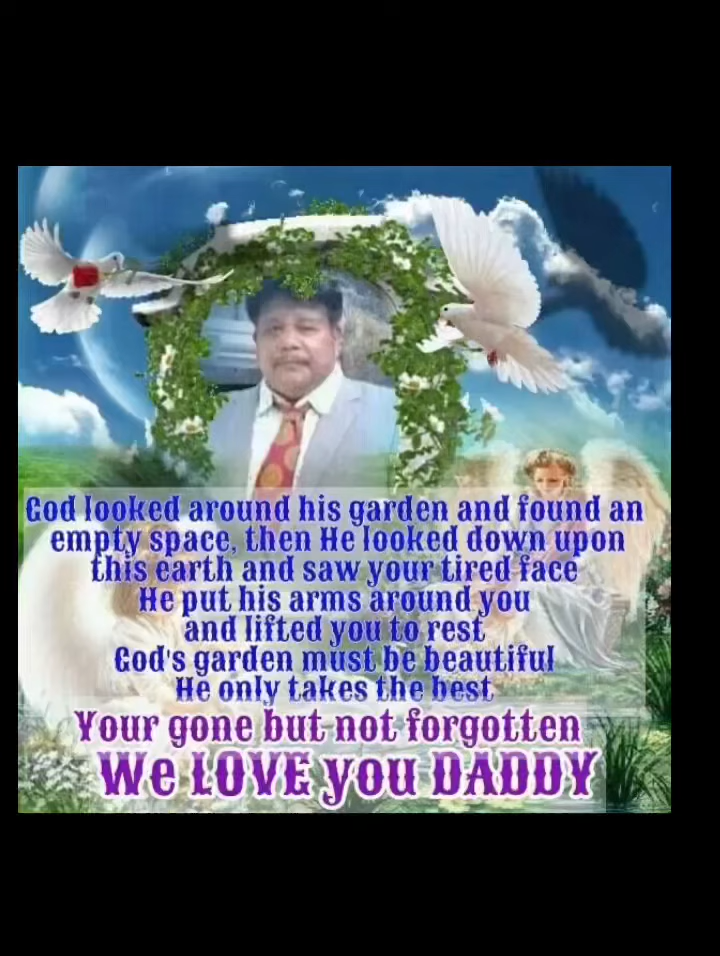 God looked around his garden and found an
empty space, then He looked down upon
this earth and saw your tired face
He put his arms around you
and lifted you to rest
God's garden must be beautiful
He only takes the best
Your gone but not forgotten
We LOVE you DADDY